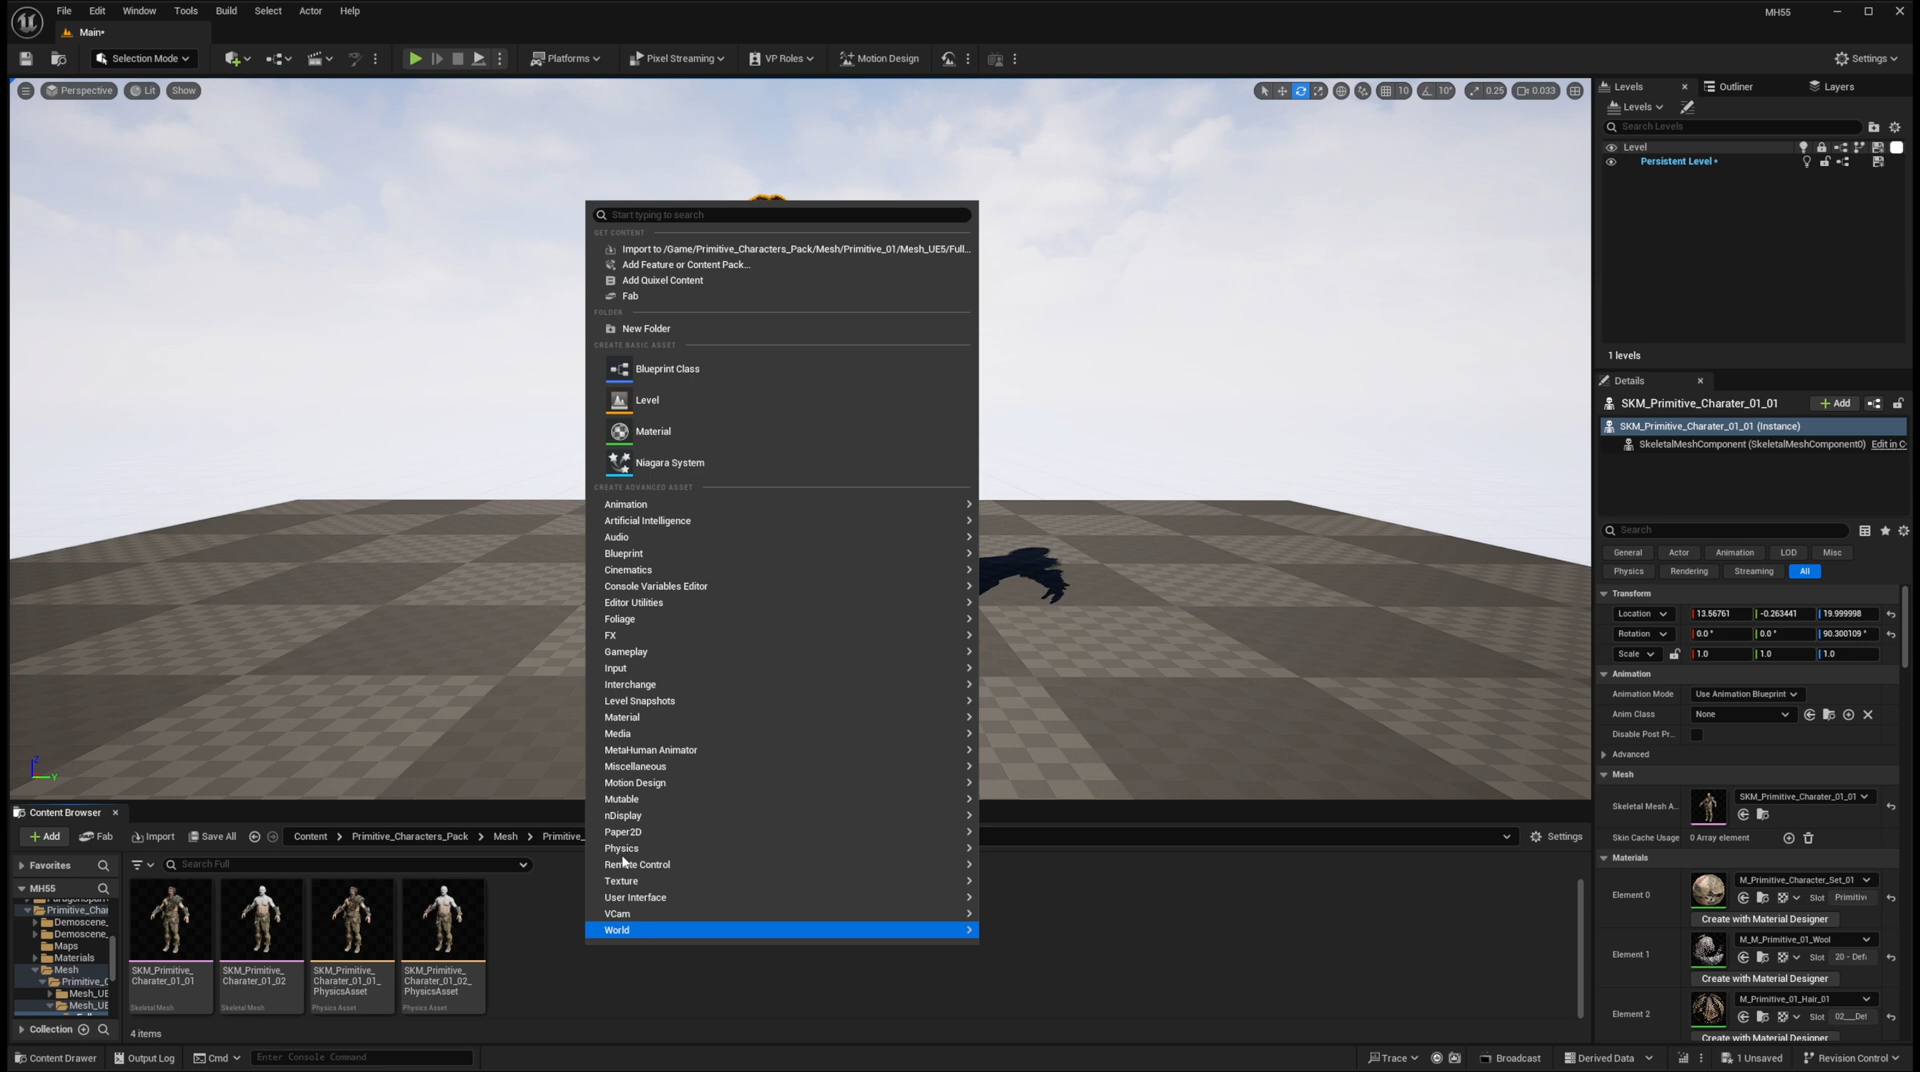 File Edit Window Tools Build Select Actor Help
MH55
Main*
Selection Mode
Platforms
Pixel Streaming
VP Roles
Motion Design
Settings
Perspective
Lit
Show
10
10°
0.25
0.033
Levels
Outliner
Layers
Levels
Search Levels
Level
Persistent Level *
1 levels
Start typing to search
GET CONTENT
Import to /Game/Primitive_Characters_Pack/Mesh/Primitive_01/Mesh_UE5/Full...
Add Feature or Content Pack...
Add Quixel Content
Fab
FOLDER
New Folder
CREATE BASIC ASSET
Blueprint Class
Level
Material
Niagara System
CREATE ADVANCED ASSET
Animation
Artificial Intelligence
Audio
Blueprint
Cinematics
Console Variables Editor
Editor Utilities
Foliage
FX
Gameplay
Input
Interchange
Level Snapshots
Material
Media
MetaHuman Animator
Miscellaneous
Motion Design
Mutable
nDisplay
Paper2D
Physics
Remote Control
Texture
User Interface
VCam
World
Details
SKM_Primitive_Charater_01_01
Add
SKM_Primitive_Charater_01_01 (Instance)
SkeletalMeshComponent (SkeletalMeshComponent0)
Edit in C
Search
General
Actor
Animation
LOD
Misc
Physics
Rendering
Streaming
All
Transform
Location 13.56761 -0.263441 19.999998
Rotation 0.0° 0.0° 90.300109°
Scale 1.0 1.0 1.0
Animation
Animation Mode Use Animation Blueprint
Anim Class None
Disable Post Pr...
Advanced
Mesh
Skeletal Mesh A...
SKM_Primitive_Charater_01_01
Skin Cache Usage 0 Array element
Materials
Element 0
M_Primitive_Character_Set_01
Slot Primitiv
Create with Material Designer
Element 1
M_M_Primitive_01_Wool
Slot 20 - Def
Create with Material Designer
Element 2
M_Primitive_01_Hair_01
Slot 02___Def
Create with Material Designer
Z
Y
Content Browser
Add
Fab
Import
Save All
Content
Primitive_Characters_Pack
Mesh
Primitive_
Settings
Favorites
Search Full
MH55
Primitive_Char
Demoscene_
Demoscene_
Maps
Materials
Mesh
Primitive_0
Mesh_UE
Mesh_UE
Collection
SKM_Primitive_
Charater_01_01
Skeletal Mesh
SKM_Primitive_
Charater_01_02
Skeletal Mesh
SKM_Primitive_
Charater_01_01_
PhysicsAsset
Physics Asset
SKM_Primitive_
Charater_01_02_
PhysicsAsset
Physics Asset
4 items
Content Drawer
Output Log
Cmd
Enter Console Command
Trace
Broadcast
Derived Data
1 Unsaved
Revision Control